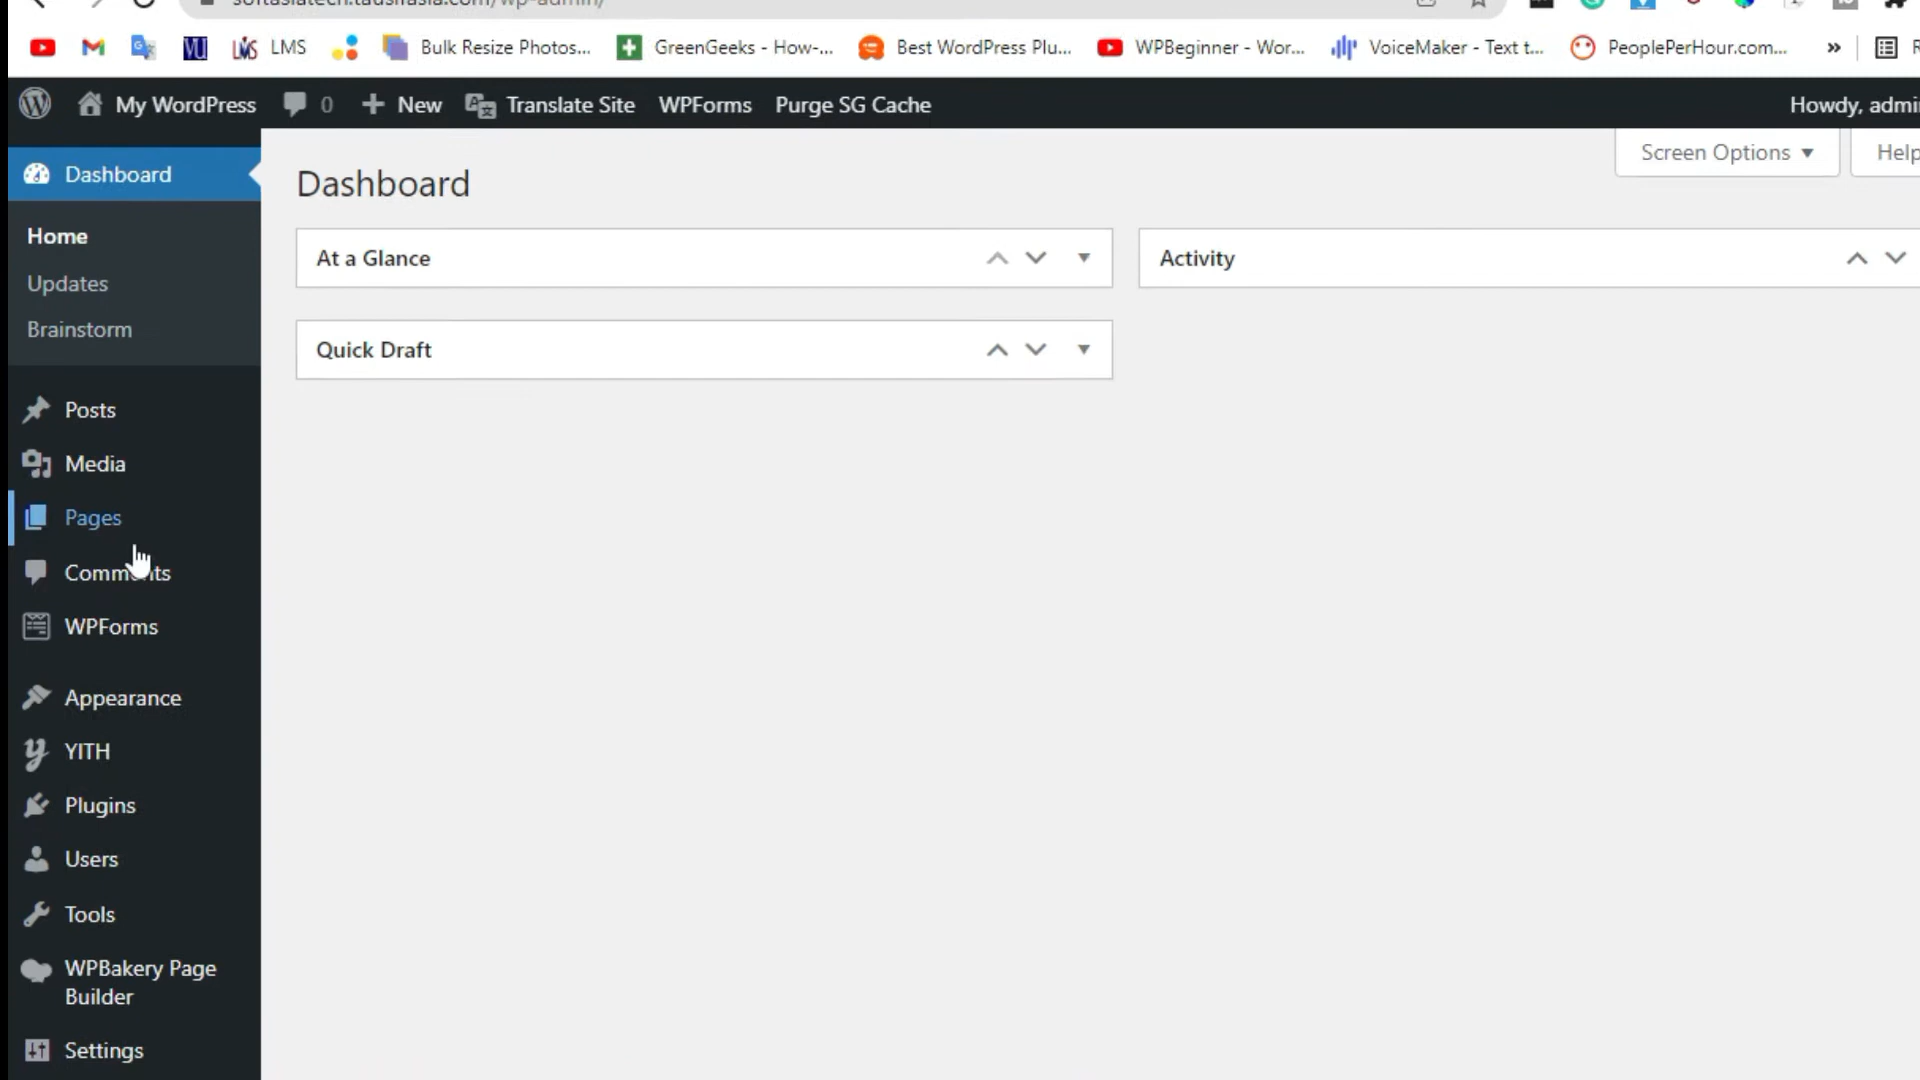 softasiatech.tadsifasia.com/wp-admin/
LMS Bulk Resize Photos... GreenGeeks - How-... Best WordPress Plu... WPBeginner - Wor... VoiceMaker - Text t... PeoplePerHour.com... »
My WordPress 0 + New Translate Site WPForms Purge SG Cache Howdy, admi
Screen Options ▼ Help
Dashboard
Home
Updates
Brainstorm
Posts
Media
Pages
Comments
WPForms
Appearance
YITH
Plugins
Users
Tools
WPBakery Page
Builder
Settings
Dashboard
At a Glance
Quick Draft
Activity